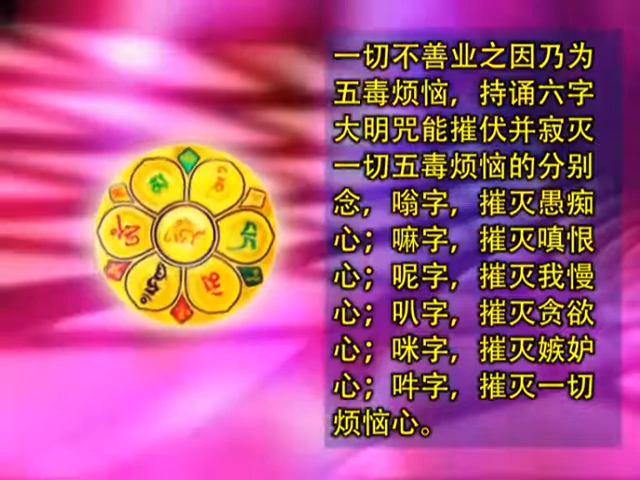 一切不善业之因乃为
五毒烦恼，持诵六字
大明咒能摧伏并寂灭
一切五毒烦恼的分别
念，嗡字，摧灭愚痴
心；嘛字，摧灭嗔恨
心；呢字，摧灭我慢
心；叭字，摧灭贪欲
心；咪字，摧灭嫉妒
心；吽字，摧灭一切
烦恼心。